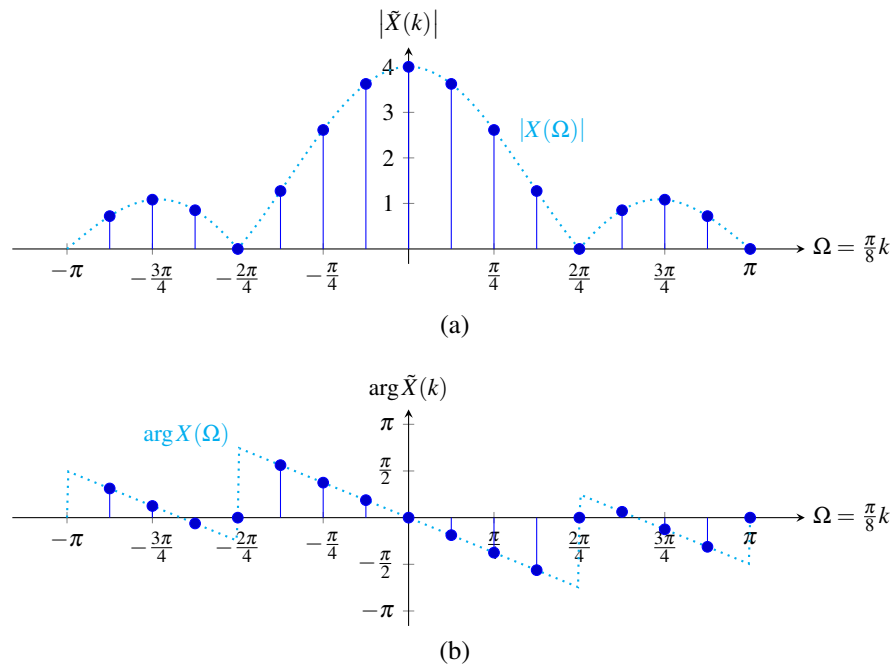 |X̃(k)|
4
3
2
1
|X(Ω)|
−π
−3π/4
−2π/4
−π/4
π/4
2π/4
3π/4
π
Ω = π/8 k
(a)
arg X̃(k)
π
π/2
−π/2
−π
arg X(Ω)
−π
−3π/4
−2π/4
−π/4
π/4
2π/4
3π/4
π
Ω = π/8 k
(b)